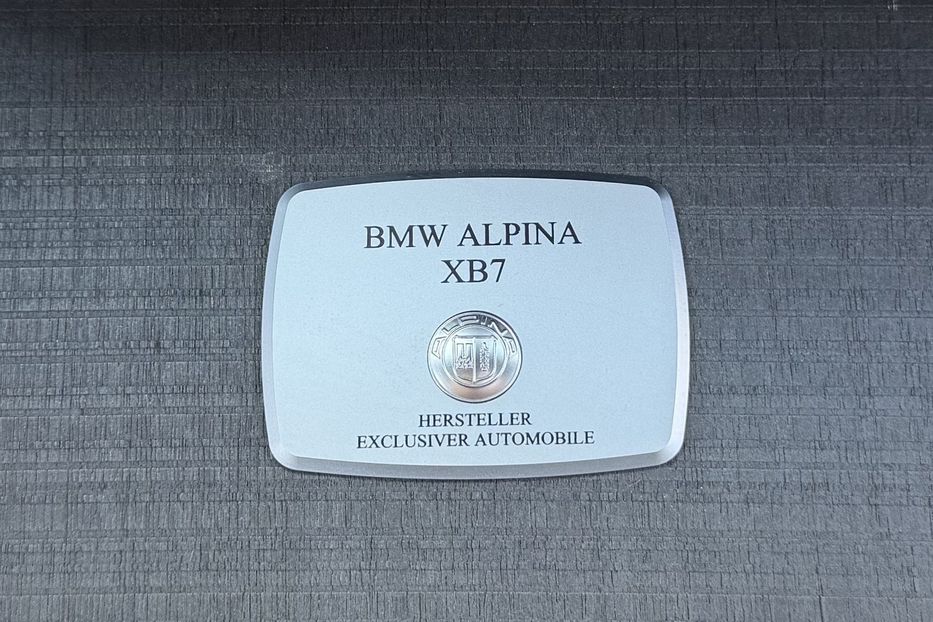 BMW ALPINA
XB7
ALPINA
HERSTELLER
EXCLUSIVER AUTOMOBILE